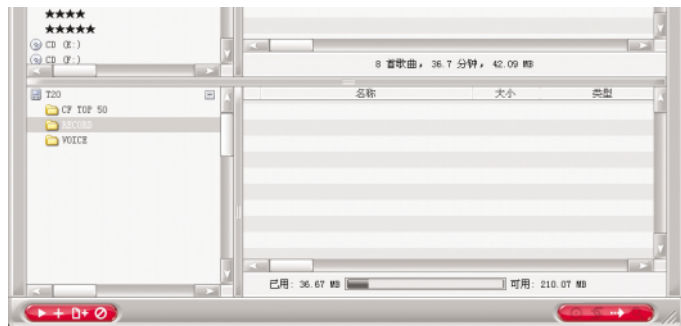 ★★★★
★★★★★
CD (E:)
CD (F:)
8 首歌曲, 36.7 分钟, 42.09 MB
T20
名称 大小 类型
CF TOP 50
RECORD
VOICE
已用: 36.67 MB 可用: 210.07 MB